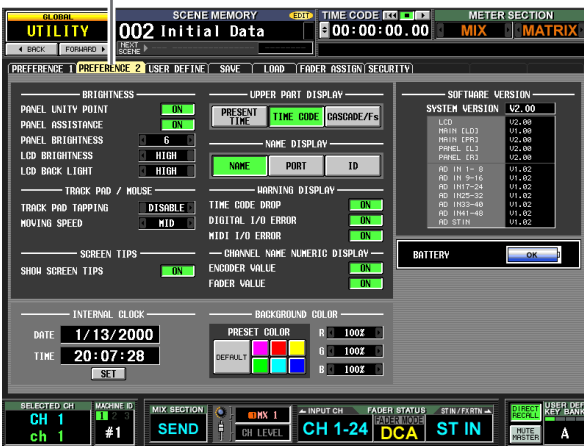 GLOBAL
UTILITY
BACK FORWARD
SCENE MEMORY EDIT
002 Initial Data
NEXT SCENE
TIME CODE
00:00:00.00
METER SECTION
MIX MATRIX
PREFERENCE 1 PREFERENCE 2 USER DEFINE SAVE LOAD FADER ASSIGN SECURITY
BRIGHTNESS
PANEL UNITY POINT ON
PANEL ASSISTANCE ON
PANEL BRIGHTNESS 6
LCD BRIGHTNESS HIGH
LCD BACK LIGHT HIGH
TRACK PAD / MOUSE
TRACK PAD TAPPING DISABLE
MOVING SPEED MID
SCREEN TIPS
SHOW SCREEN TIPS ON
UPPER PART DISPLAY
PRESENT TIME TIME CODE CASCADE/Fs
NAME DISPLAY
NAME PORT ID
WARNING DISPLAY
TIME CODE DROP ON
DIGITAL I/O ERROR ON
MIDI I/O ERROR ON
CHANNEL NAME NUMERIC DISPLAY
ENCODER VALUE ON
FADER VALUE ON
SOFTWARE VERSION
SYSTEM VERSION V2.00
LCD V2.00
MAIN [LD] V1.00
MAIN [PR] V2.00
PANEL [L] V2.00
PANEL [R] V2.00
AD IN 1- 8 V1.02
AD IN 9-16 V1.02
AD IN17-24 V1.02
AD IN25-32 V1.02
AD IN33-40 V1.02
AD IN41-48 V1.02
AD STIN V1.02
BATTERY OK
INTERNAL CLOCK
DATE 1/13/2000
TIME 20:07:28
SET
BACKGROUND COLOR
PRESET COLOR
DEFAULT
R 100%
G 100%
B 100%
SELECTED CH
CH 1
ch 1
MACHINE ID
1 2 3
#1
MIX SECTION
SEND
MX 1
CH LEVEL
INPUT CH FADER STATUS ST IN / FX RTN
CH 1-24
FADER MODE
DCA
ST IN
DIRECT RECALL
MUTE MASTER
USER DEF
KEY BANK
A